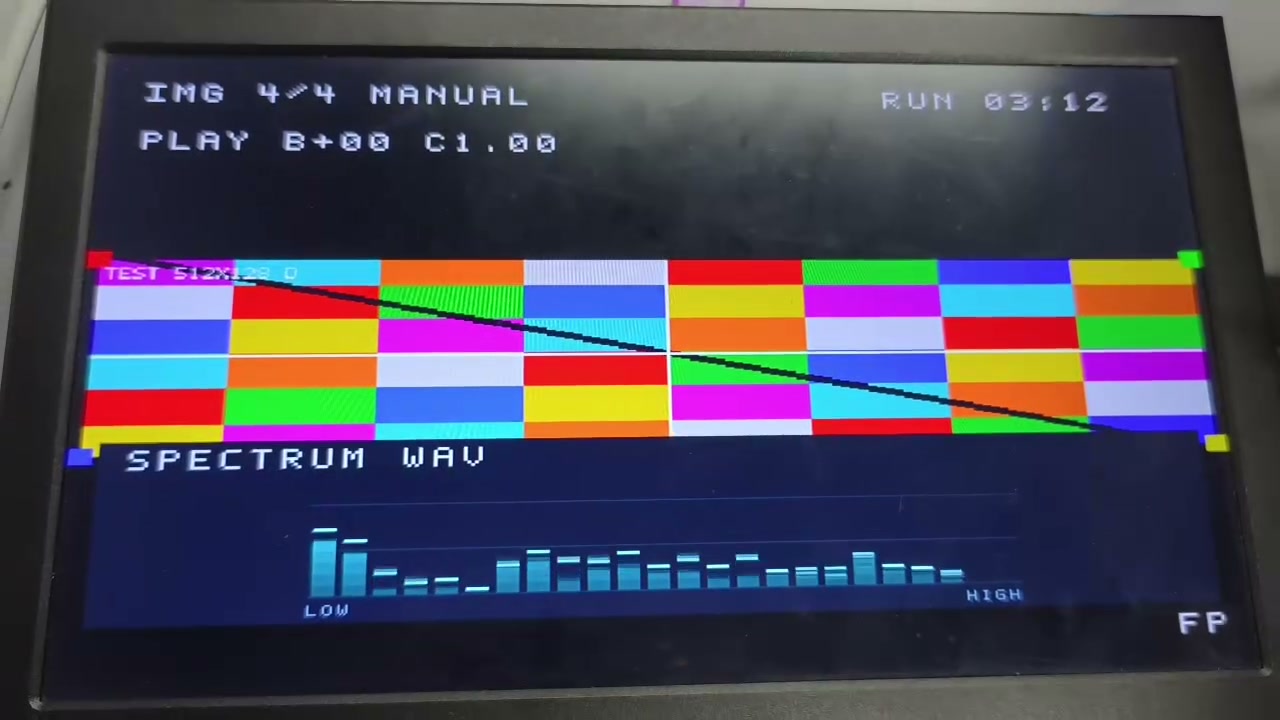 IMG 4/4 MANUAL
RUN 03:12
PLAY B+00 C1.00
TEST 512X128 D
SPECTRUM WAV
LOW
HIGH
FP